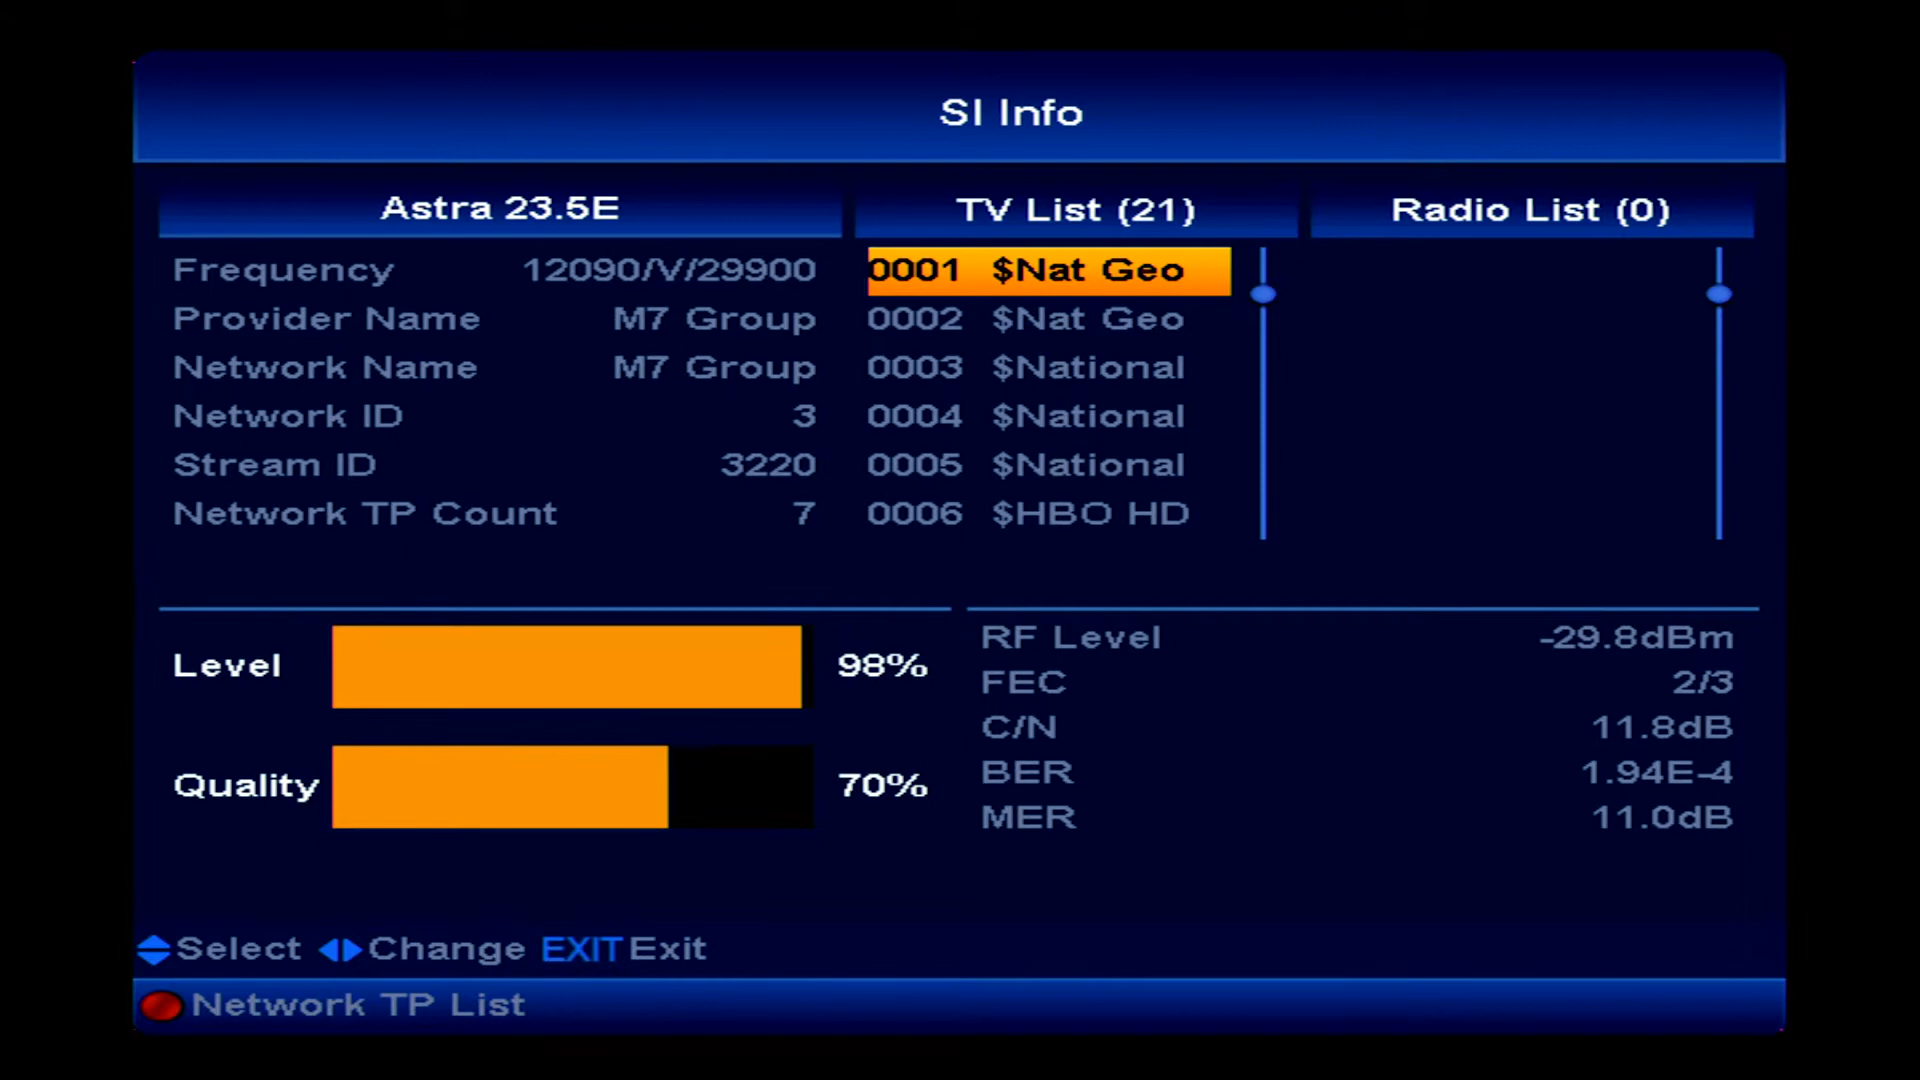 SI Info
Astra 23.5E
TV List (21)
Radio List (0)
Frequency 12090/V/29900
Provider Name M7 Group
Network Name M7 Group
Network ID 3
Stream ID 3220
Network TP Count 7
0001 $Nat Geo
0002 $Nat Geo
0003 $National
0004 $National
0005 $National
0006 $HBO HD
Level 98%
Quality 70%
RF Level -29.8dBm
FEC 2/3
C/N 11.8dB
BER 1.94E-4
MER 11.0dB
Select Change EXIT Exit
Network TP List